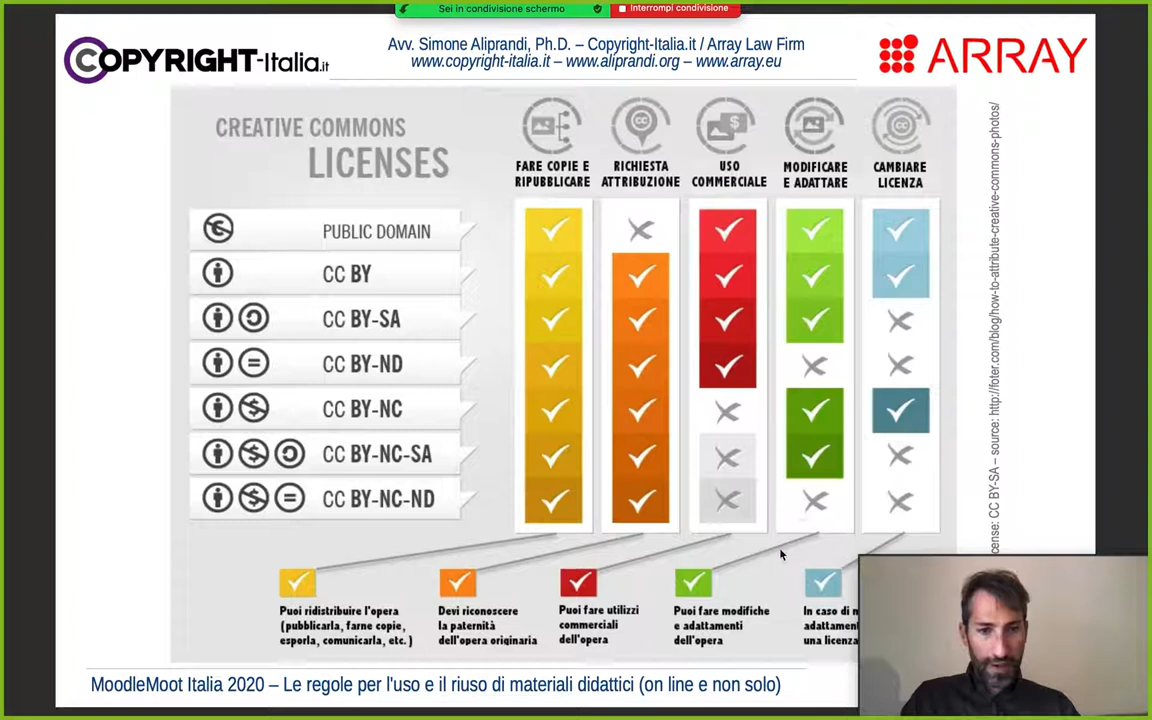 Sei in condivisione schermo
Interrompi condivisione
COPYRIGHT-Italia.it
Avv. Simone Aliprandi, Ph.D. – Copyright-Italia.it / Array Law Firm
www.copyright-italia.it – www.aliprandi.org – www.array.eu
ARRAY
CREATIVE COMMONS
LICENSES
FARE COPIE E
RIPUBBLICARE
RICHIESTA
ATTRIBUZIONE
USO
COMMERCIALE
MODIFICARE
E ADATTARE
CAMBIARE
LICENZA
PUBLIC DOMAIN
CC BY
CC BY-SA
CC BY-ND
CC BY-NC
CC BY-NC-SA
CC BY-NC-ND
Puoi ridistribuire l'opera
(pubblicarla, farne copie,
esporla, comunicarla, etc.)
Devi riconoscere
la paternità
dell'opera originaria
Puoi fare utilizzi
commerciali
dell'opera
Puoi fare modifiche
e adattamenti
dell'opera
In caso di
adattamen
una licenza
cense: CC BY-SA – source: http://foter.com/blog/how-to-attribute-creative-commons-photos/
MoodleMoot Italia 2020 – Le regole per l'uso e il riuso di materiali didattici (on line e non solo)